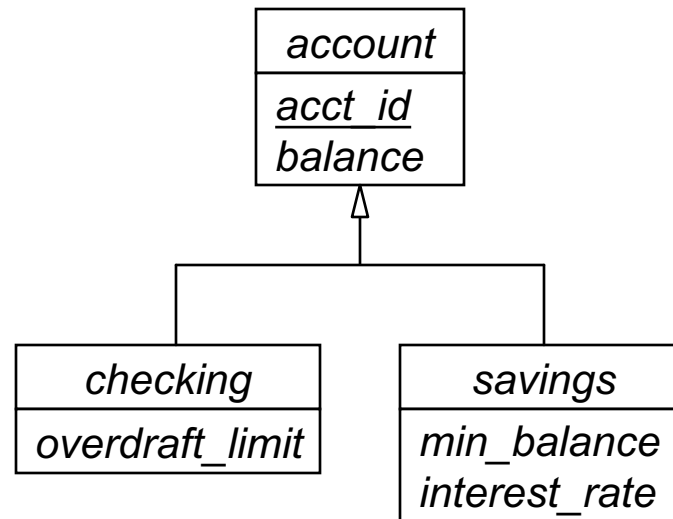 account
acct_id
balance
checking
overdraft_limit
savings
min_balance
interest_rate